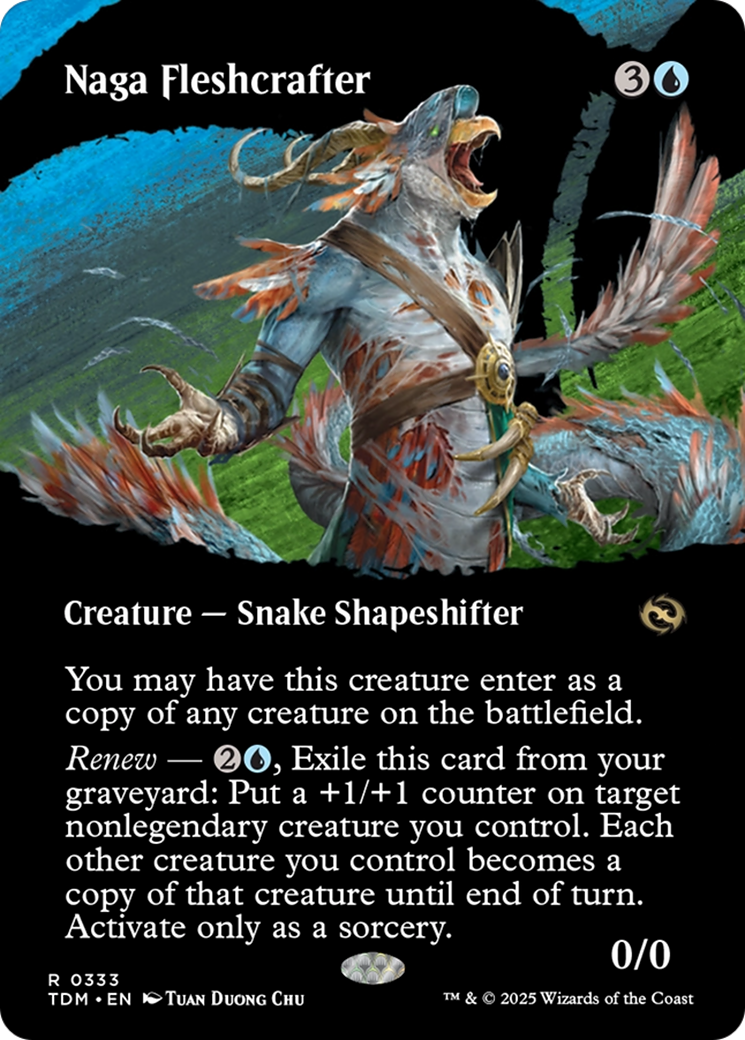 Naga Fleshcrafter 3
Creature — Snake Shapeshifter
You may have this creature enter as a
copy of any creature on the battlefield.
Renew — 2, Exile this card from your
graveyard: Put a +1/+1 counter on target
nonlegendary creature you control. Each
other creature you control becomes a
copy of that creature until end of turn.
Activate only as a sorcery.
0/0
R 0333
TDM • EN Tuan Duong Chu
™ & © 2025 Wizards of the Coast